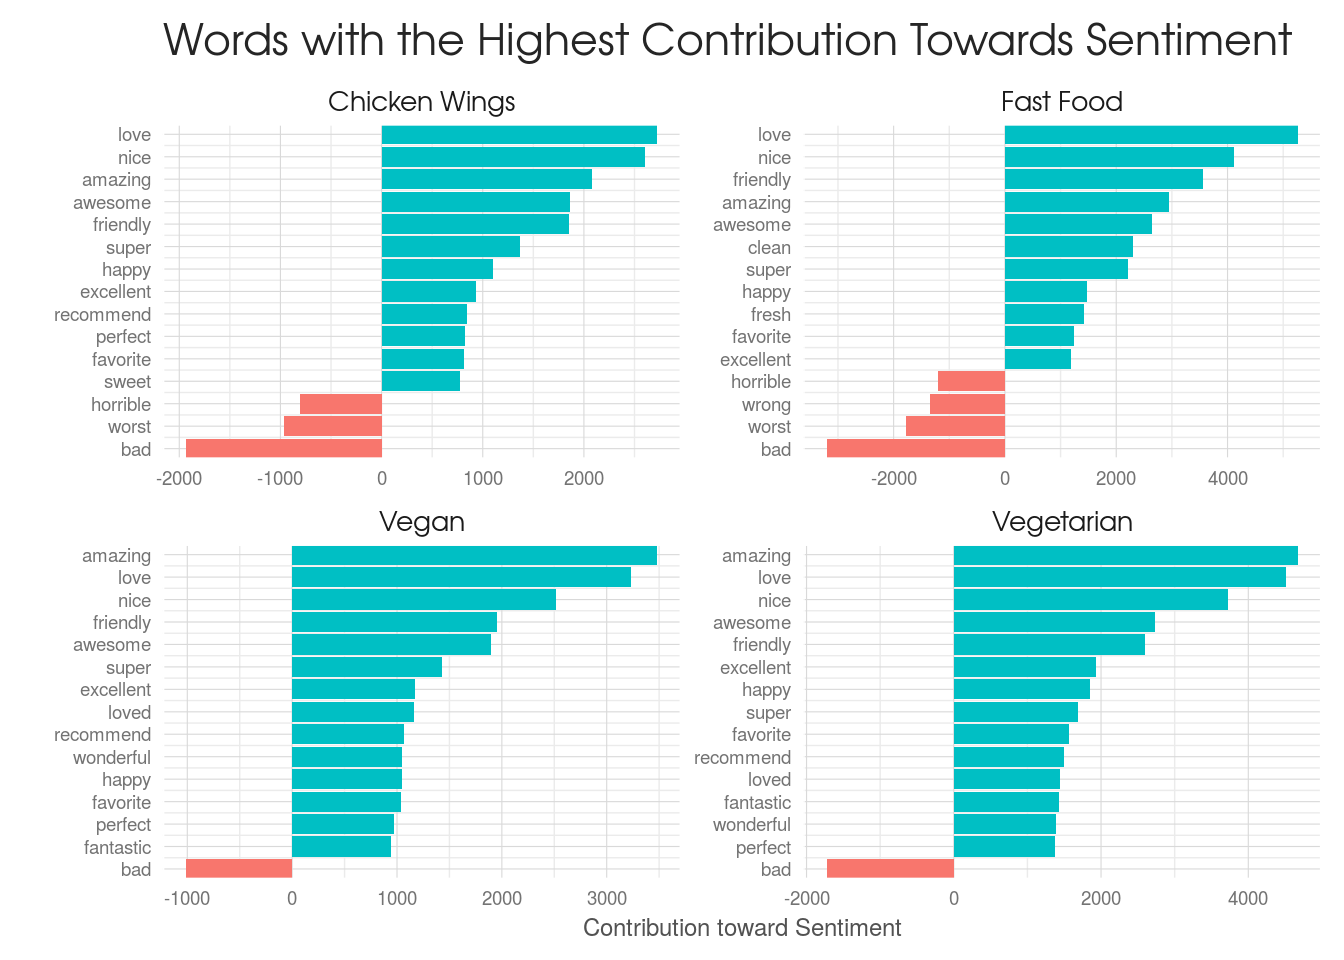 Words with the Highest Contribution Towards Sentiment
Chicken Wings
love
nice
amazing
awesome
friendly
super
happy
excellent
recommend
perfect
favorite
sweet
horrible
worst
bad
-2000 -1000 0 1000 2000
Fast Food
love
nice
friendly
amazing
awesome
clean
super
happy
fresh
favorite
excellent
horrible
wrong
worst
bad
-2000 0 2000 4000
Vegan
amazing
love
nice
friendly
awesome
super
excellent
loved
recommend
wonderful
happy
favorite
perfect
fantastic
bad
-1000 0 1000 2000 3000
Vegetarian
amazing
love
nice
awesome
friendly
excellent
happy
super
favorite
recommend
loved
fantastic
wonderful
perfect
bad
-2000 0 2000 4000
Contribution toward Sentiment